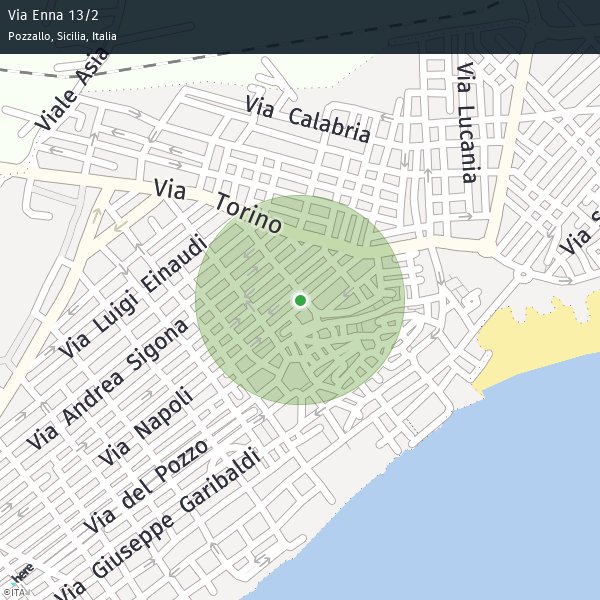 Via Enna 13/2
Pozzallo, Sicilia, Italia
Viale Asia
Via Calabria
Via Lucania
Via Torino
Via S
Via Luigi Einaudi
Via Andrea Sigona
Via Napoli
Via del Pozzo
Via Giuseppe Garibaldi
here
©ITA